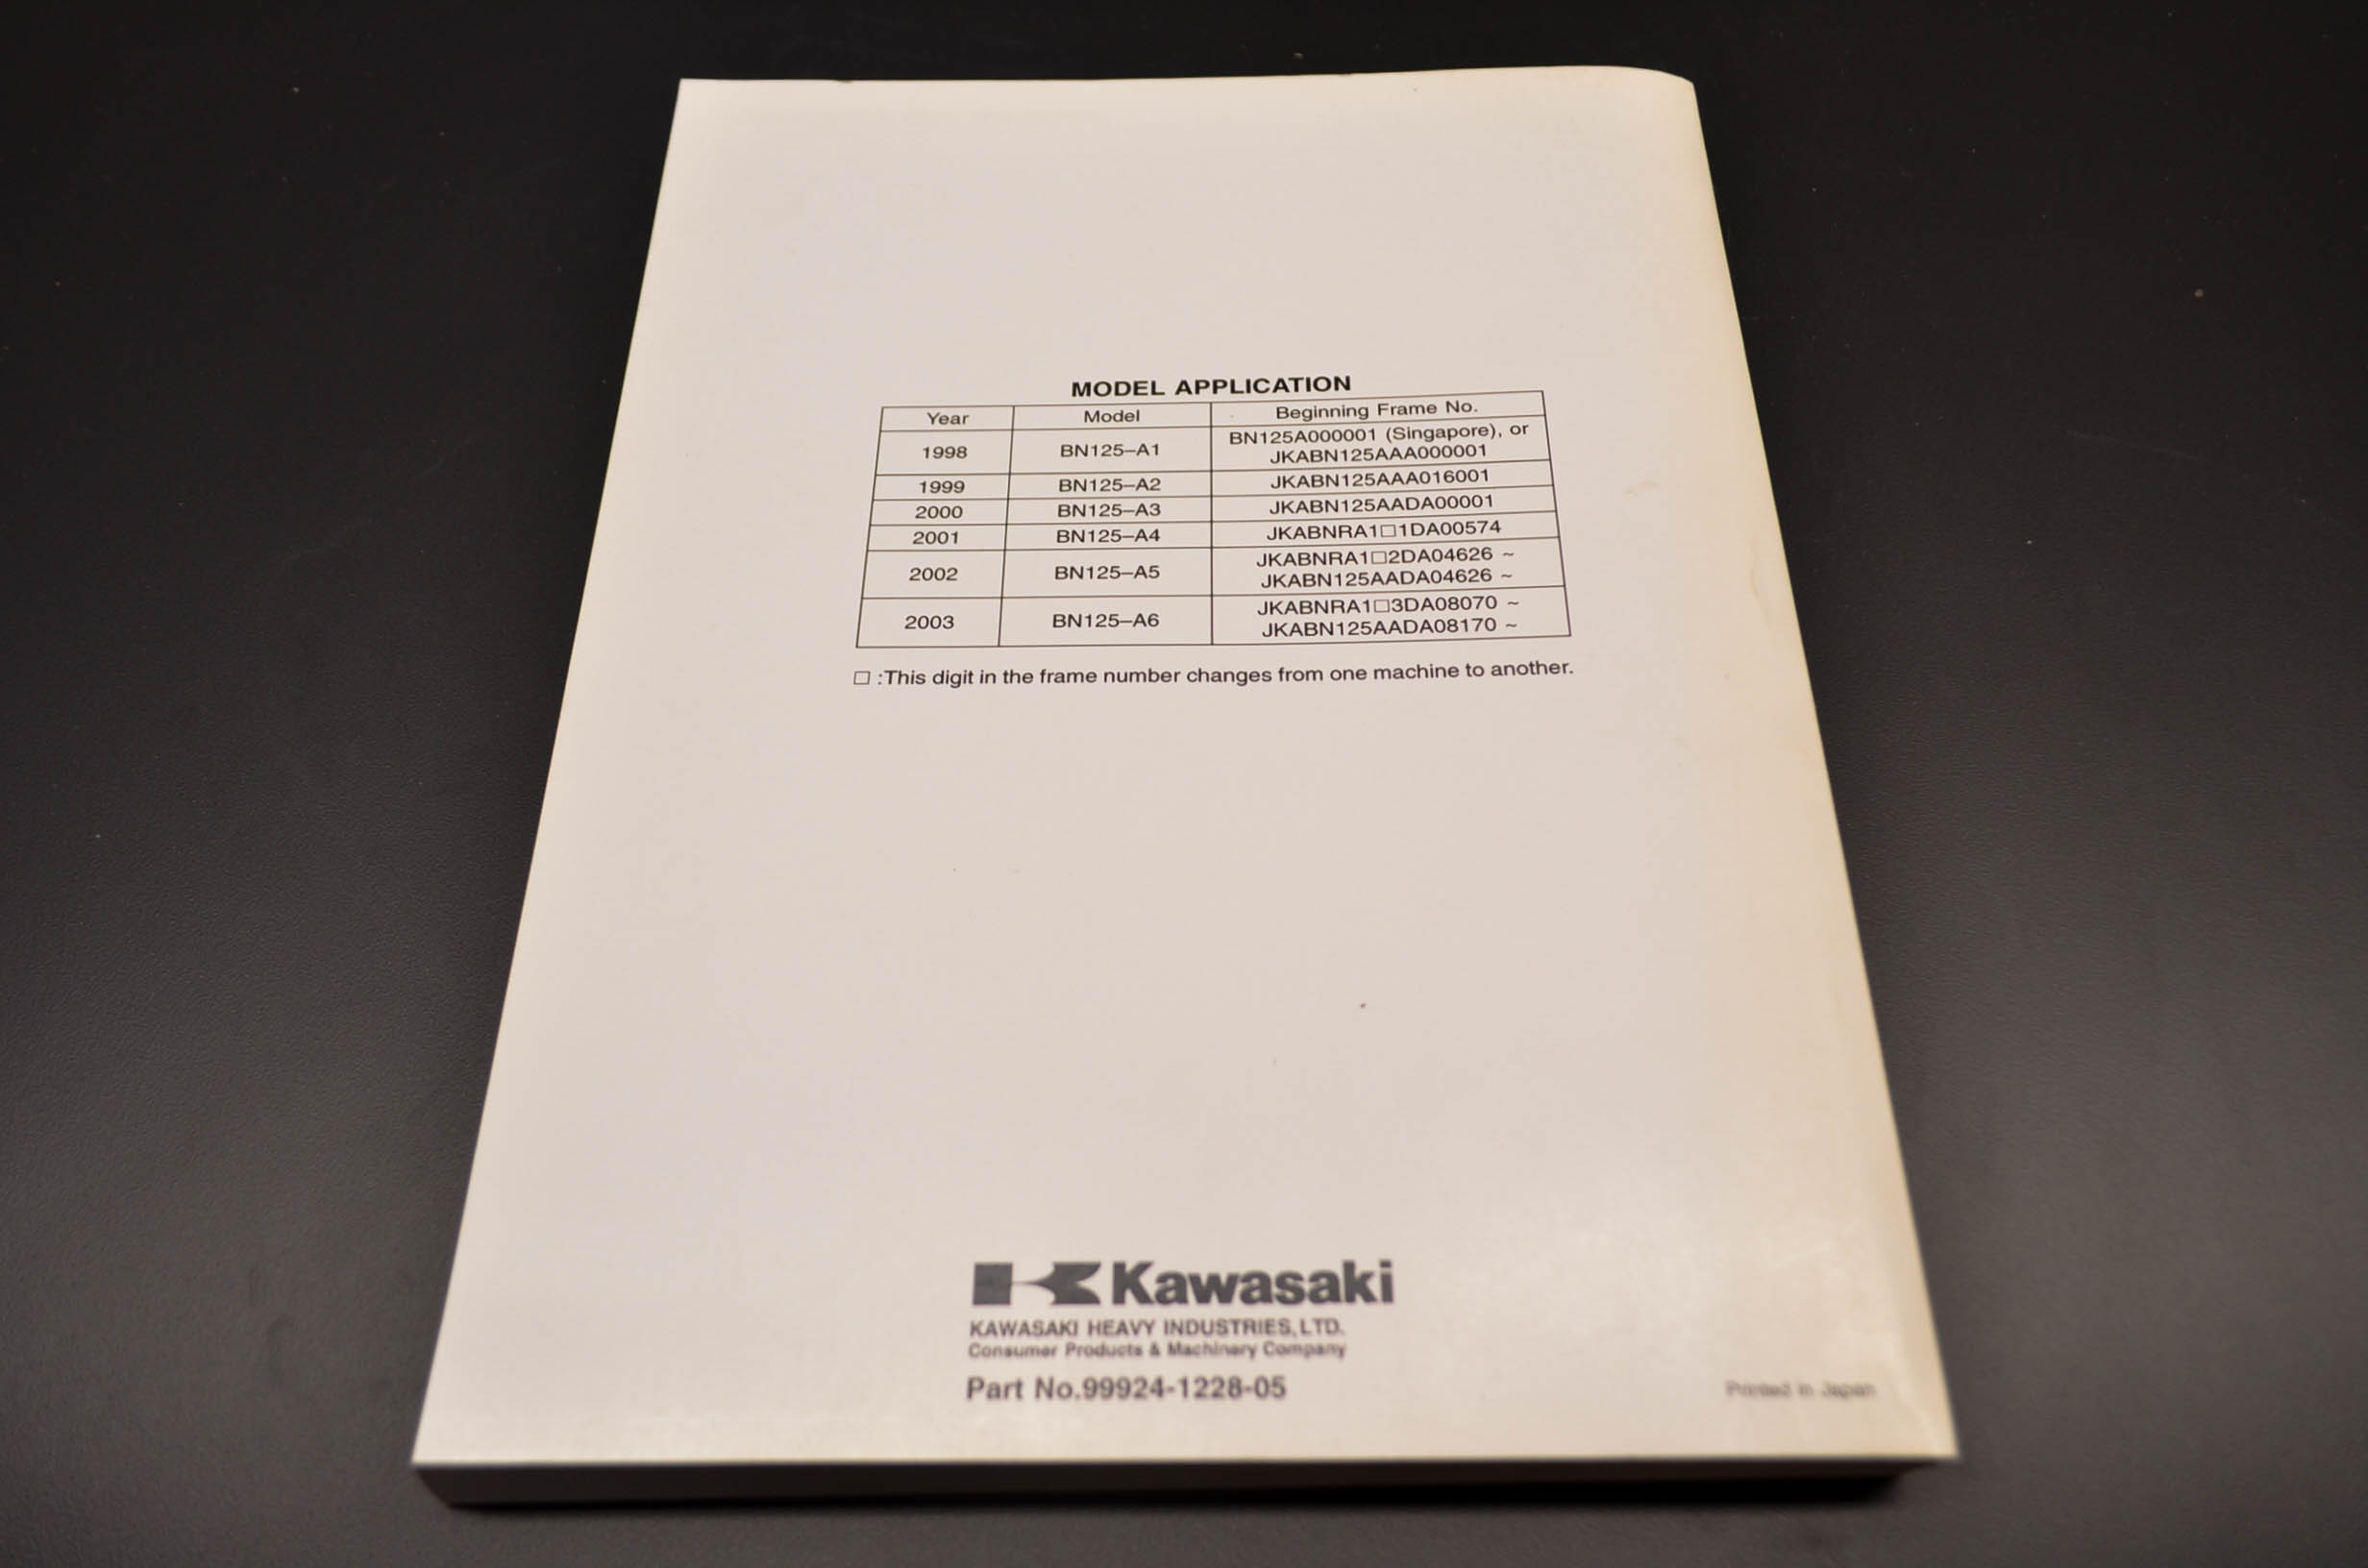 MODEL APPLICATION
Year Model Beginning Frame No.
1998 BN125–A1 BN125A000001 (Singapore), or
JKABN125AAA000001
1999 BN125–A2 JKABN125AAA016001
2000 BN125–A3 JKABN125AADA00001
2001 BN125–A4 JKABNRA1□1DA00574
2002 BN125–A5 JKABNRA1□2DA04626 ~
JKABN125AADA04626 ~
2003 BN125–A6 JKABNRA1□3DA08070 ~
JKABN125AADA08170 ~
□ :This digit in the frame number changes from one machine to another.
Kawasaki
KAWASAKI HEAVY INDUSTRIES, LTD.
Consumer Products & Machinery Company
Part No.99924-1228-05
Printed in Japan